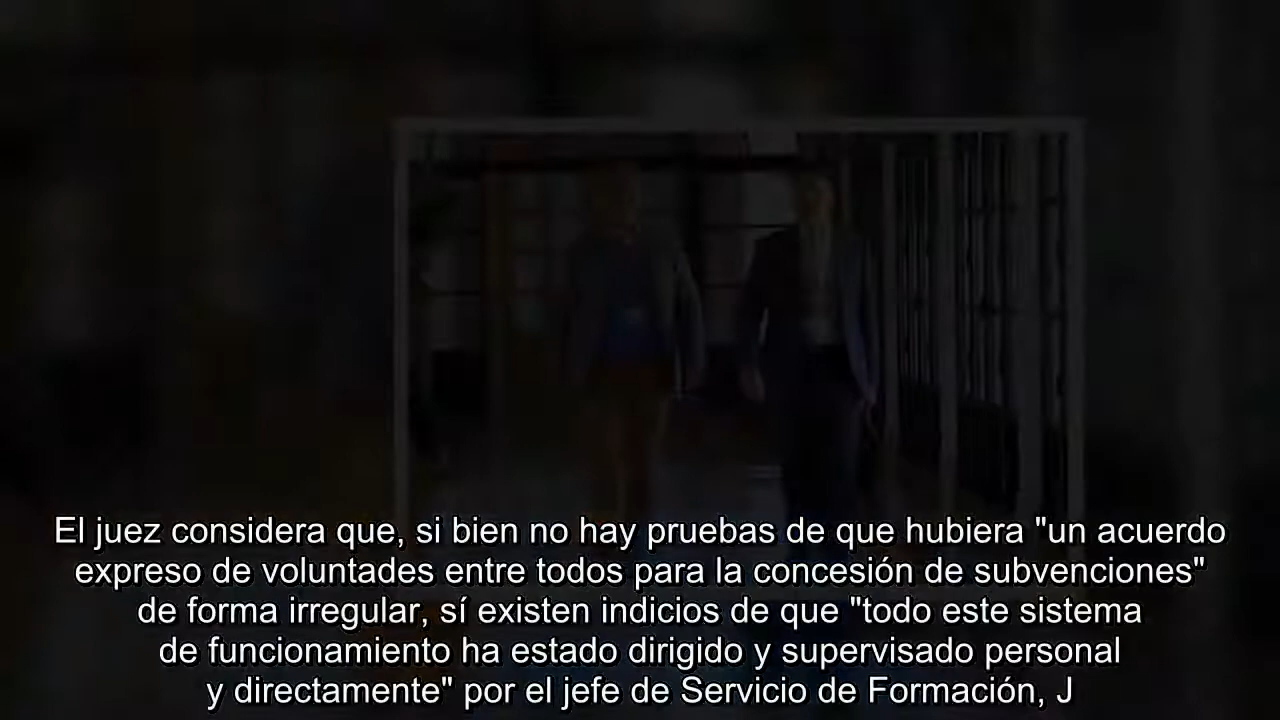 El juez considera que, si bien no hay pruebas de que hubiera "un acuerdo
expreso de voluntades entre todos para la concesión de subvenciones"
de forma irregular, sí existen indicios de que "todo este sistema
de funcionamiento ha estado dirigido y supervisado personal
y directamente" por el jefe de Servicio de Formación, J